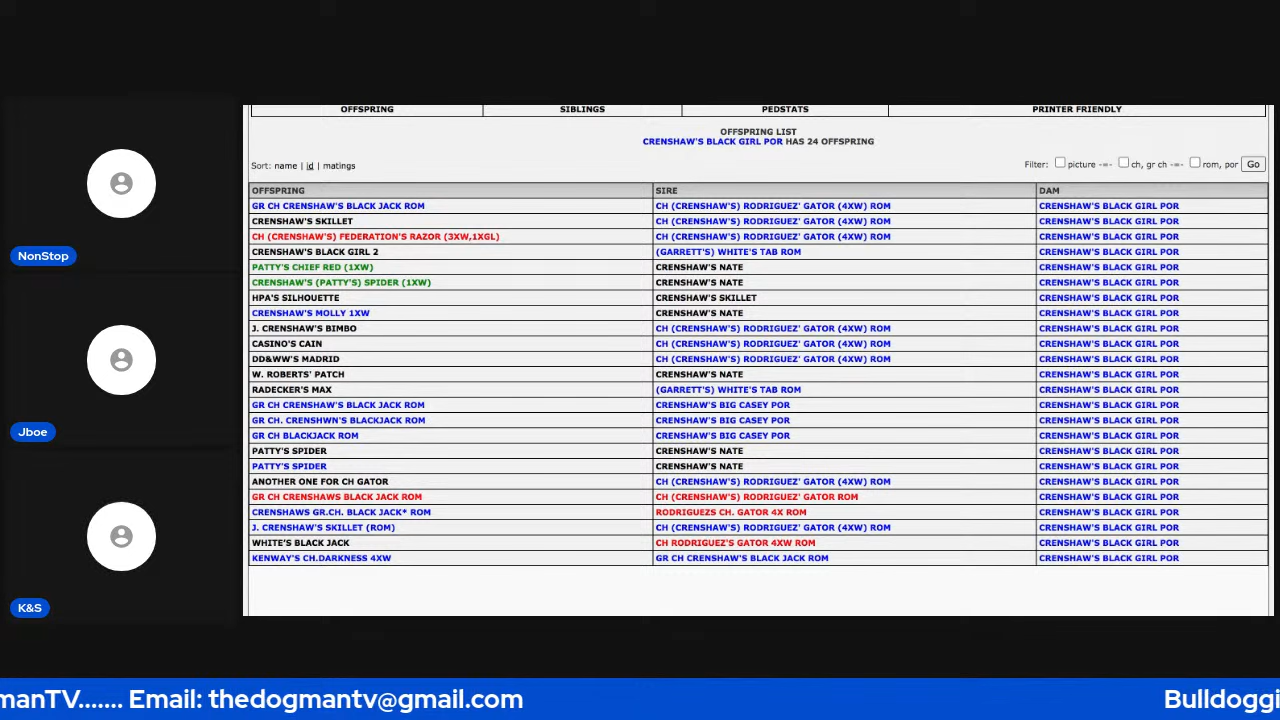 OFFSPRING SIBLINGS PEDSTATS PRINTER FRIENDLY
OFFSPRING LIST
CRENSHAW'S BLACK GIRL POR HAS 24 OFFSPRING
Sort: name | id | matings Filter: picture -=- ch, gr ch -=- rom, por Go
OFFSPRING SIRE DAM
GR CH CRENSHAW'S BLACK JACK ROM CH (CRENSHAW'S) RODRIGUEZ' GATOR (4XW) ROM CRENSHAW'S BLACK GIRL POR
CRENSHAW'S SKILLET CH (CRENSHAW'S) RODRIGUEZ' GATOR (4XW) ROM CRENSHAW'S BLACK GIRL POR
CH (CRENSHAW'S) FEDERATION'S RAZOR (3XW,1XGL) CH (CRENSHAW'S) RODRIGUEZ' GATOR (4XW) ROM CRENSHAW'S BLACK GIRL POR
CRENSHAW'S BLACK GIRL 2 (GARRETT'S) WHITE'S TAB ROM CRENSHAW'S BLACK GIRL POR
PATTY'S CHIEF RED (1XW) CRENSHAW'S NATE CRENSHAW'S BLACK GIRL POR
CRENSHAW'S (PATTY'S) SPIDER (1XW) CRENSHAW'S NATE CRENSHAW'S BLACK GIRL POR
HPA'S SILHOUETTE CRENSHAW'S SKILLET CRENSHAW'S BLACK GIRL POR
NonStop
CRENSHAW'S MOLLY 1XW CRENSHAW'S NATE CRENSHAW'S BLACK GIRL POR
J. CRENSHAW'S BIMBO CH (CRENSHAW'S) RODRIGUEZ' GATOR (4XW) ROM CRENSHAW'S BLACK GIRL POR
CASINO'S CAIN CH (CRENSHAW'S) RODRIGUEZ' GATOR (4XW) ROM CRENSHAW'S BLACK GIRL POR
DD&WW'S MADRID CH (CRENSHAW'S) RODRIGUEZ' GATOR (4XW) ROM CRENSHAW'S BLACK GIRL POR
W. ROBERTS' PATCH CRENSHAW'S NATE CRENSHAW'S BLACK GIRL POR
RADECKER'S MAX (GARRETT'S) WHITE'S TAB ROM CRENSHAW'S BLACK GIRL POR
GR CH CRENSHAW'S BLACK JACK ROM CRENSHAW'S BIG CASEY POR CRENSHAW'S BLACK GIRL POR
GR CH. CRENSHWN'S BLACKJACK ROM CRENSHAW'S BIG CASEY POR CRENSHAW'S BLACK GIRL POR
GR CH BLACKJACK ROM CRENSHAW'S BIG CASEY POR CRENSHAW'S BLACK GIRL POR
Jboe
PATTY'S SPIDER CRENSHAW'S NATE CRENSHAW'S BLACK GIRL POR
PATTY'S SPIDER CRENSHAW'S NATE CRENSHAW'S BLACK GIRL POR
ANOTHER ONE FOR CH GATOR CH (CRENSHAW'S) RODRIGUEZ' GATOR (4XW) ROM CRENSHAW'S BLACK GIRL POR
GR CH CRENSHAWS BLACK JACK ROM CH (CRENSHAW'S) RODRIGUEZ' GATOR ROM CRENSHAW'S BLACK GIRL POR
CRENSHAWS GR.CH. BLACK JACK* ROM RODRIGUEZS CH. GATOR 4X ROM CRENSHAW'S BLACK GIRL POR
J. CRENSHAW'S SKILLET (ROM) CH (CRENSHAW'S) RODRIGUEZ' GATOR (4XW) ROM CRENSHAW'S BLACK GIRL POR
WHITE'S BLACK JACK CH RODRIGUEZ'S GATOR 4XW ROM CRENSHAW'S BLACK GIRL POR
KENWAY'S CH.DARKNESS 4XW GR CH CRENSHAW'S BLACK JACK ROM CRENSHAW'S BLACK GIRL POR
K&S
manTV....... Email: thedogmantv@gmail.com Bulldoggi